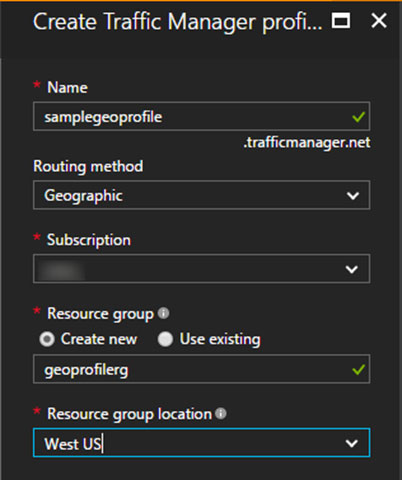 Create Traffic Manager profi...
* Name
samplegeoprofile
.trafficmanager.net
Routing method
Geographic
* Subscription
* Resource group
Create new Use existing
geoprofilerg
* Resource group location
West US